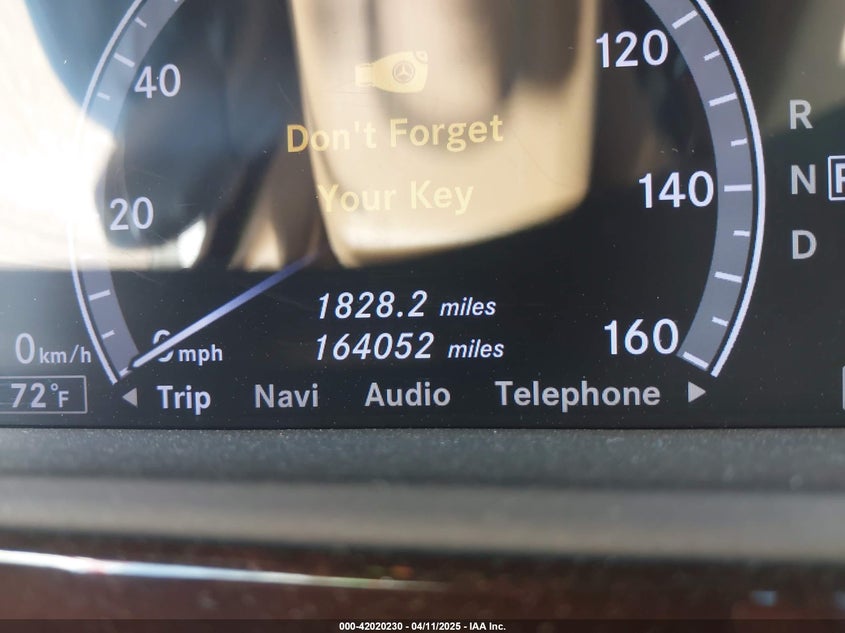 120
40
R
Don't Forget
Your Key
N
140
20
D
1828.2 miles
0 km/h
mph
164052 miles
160
72°F
Trip Navi Audio Telephone
000-42020230 - 04/11/2025 - IAA Inc.